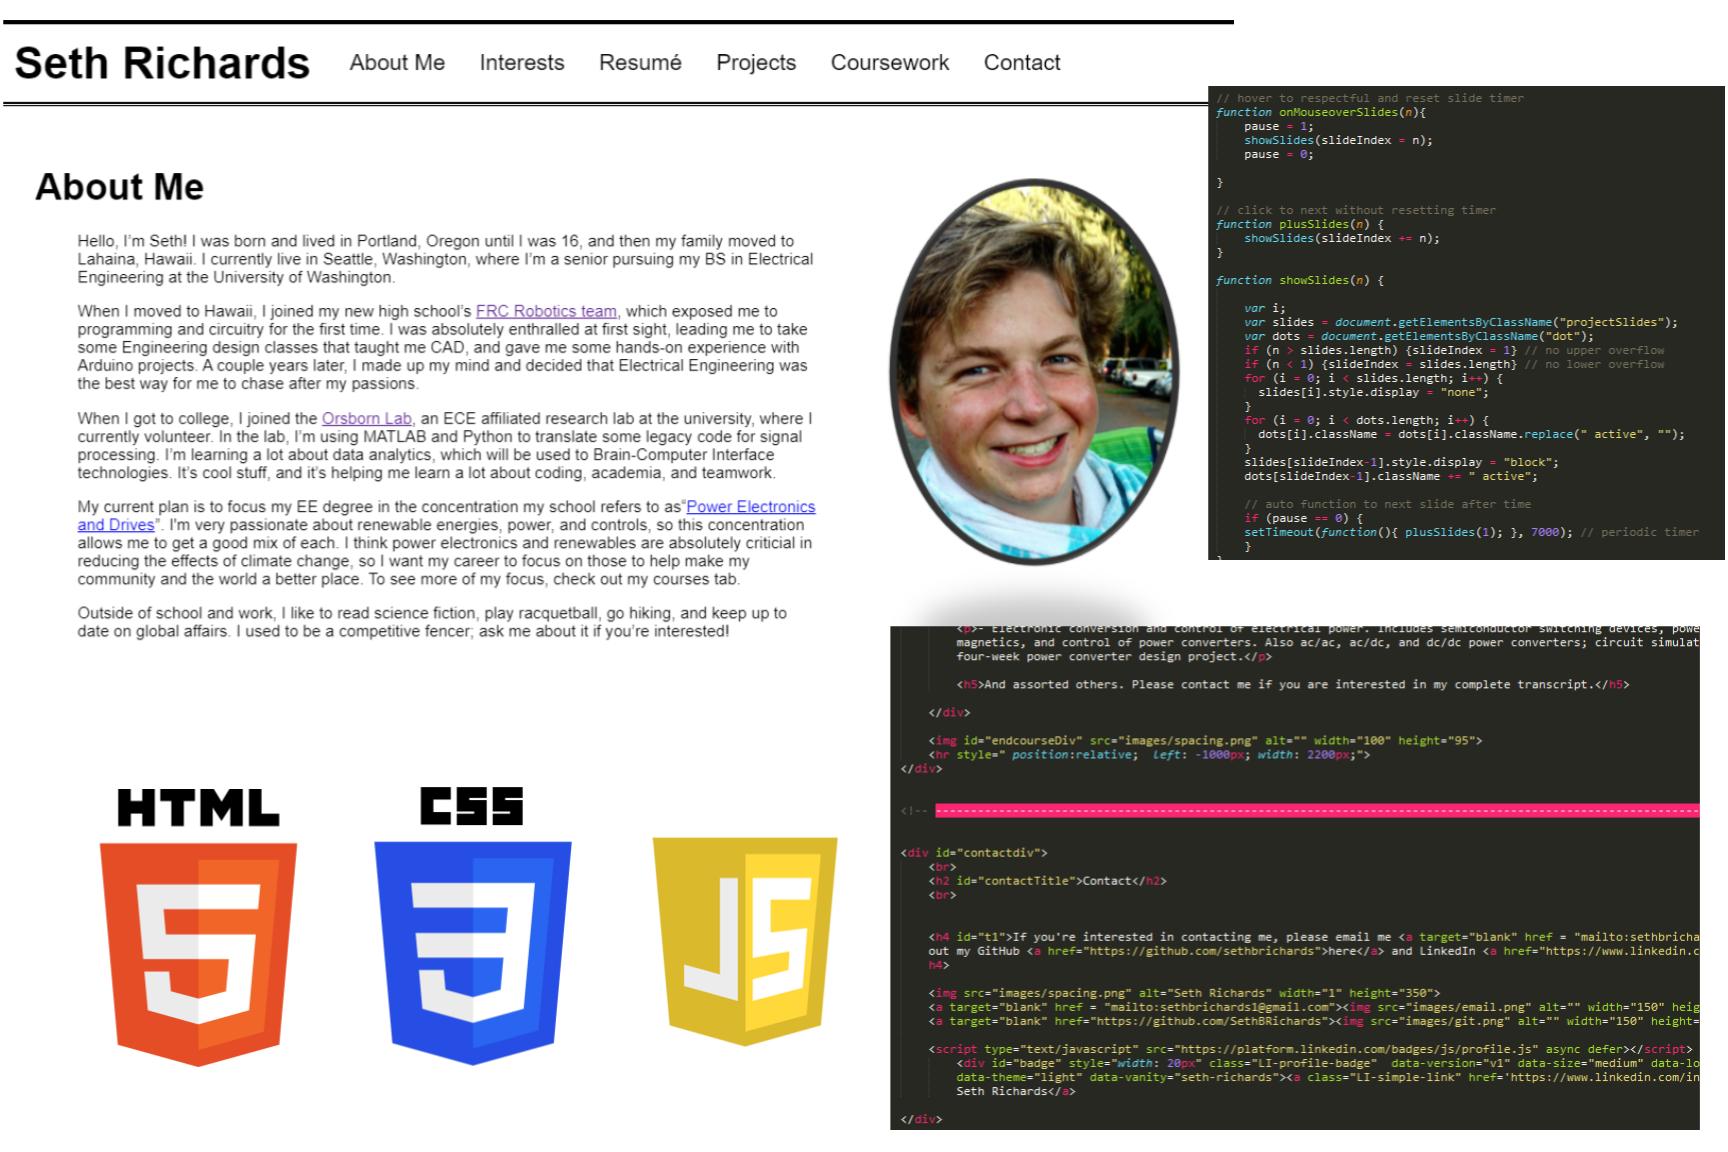 Seth Richards
About Me
Interests
Resumé
Projects
Coursework
Contact
About Me
Hello, I'm Seth! I was born and lived in Portland, Oregon until I was 16, and then my family moved to
Lahaina, Hawaii. I currently live in Seattle, Washington, where I'm a senior pursuing my BS in Electrical
Engineering at the University of Washington.
When I moved to Hawaii, I joined my new high school's FRC Robotics team, which exposed me to
programming and circuitry for the first time. I was absolutely enthralled at first sight, leading me to take
some Engineering design classes that taught me CAD, and gave me some hands-on experience with
Arduino projects. A couple years later, I made up my mind and decided that Electrical Engineering was
the best way for me to chase after my passions.
When I got to college, I joined the Orsborn Lab, an ECE affiliated research lab at the university, where I
currently volunteer. In the lab, I'm using MATLAB and Python to translate some legacy code for signal
processing. I'm learning a lot about data analytics, which will be used to Brain-Computer Interface
technologies. It's cool stuff, and it's helping me learn a lot about coding, academia, and teamwork.
My current plan is to focus my EE degree in the concentration my school refers to as“Power Electronics
and Drives”. I'm very passionate about renewable energies, power, and controls, so this concentration
allows me to get a good mix of each. I think power electronics and renewables are absolutely criticial in
reducing the effects of climate change, so I want my career to focus on those to help make my
community and the world a better place. To see more of my focus, check out my courses tab.
Outside of school and work, I like to read science fiction, play racquetball, go hiking, and keep up to
date on global affairs. I used to be a competitive fencer; ask me about it if you're interested!
// hover to respectful and reset slide timer
function onMouseoverSlides(n){
pause = 1;
showSlides(slideIndex = n);
pause = 0;
}
// click to next without resetting timer
function plusSlides(n) {
showSlides(slideIndex += n);
}
function showSlides(n) {
var i;
var slides = document.getElementsByClassName("projectSlides");
var dots = document.getElementsByClassName("dot");
if (n > slides.length) {slideIndex = 1} // no upper overflow
if (n < 1) {slideIndex = slides.length} // no lower overflow
for (i = 0; i < slides.length; i++) {
slides[i].style.display = "none";
}
for (i = 0; i < dots.length; i++) {
dots[i].className = dots[i].className.replace(" active", "");
}
slides[slideIndex-1].style.display = "block";
dots[slideIndex-1].className += " active";
// auto function to next slide after time
if (pause == 0) {
setTimeout(function(){ plusSlides(1); }, 7000); // periodic timer
}
<p>- Electronic conversion and control of electrical power. Includes semiconductor switching devices, powe
magnetics, and control of power converters. Also ac/ac, ac/dc, and dc/dc power converters; circuit simulat
four-week power converter design project.</p>
<h5>And assorted others. Please contact me if you are interested in my complete transcript.</h5>
</div>
<img id="endcourseDiv" src="images/spacing.png" alt="" width="100" height="95">
<hr style=" position:relative;  left: -1000px; width: 2200px;">
</div>
<!--
<div id="contactdiv">
<br>
<h2 id="contactTitle">Contact</h2>
<br>
<h4 id="t1">If you're interested in contacting me, please email me <a target="blank" href = "mailto:sethbricha
out my GitHub <a href="https://github.com/sethbrichards">here</a> and LinkedIn <a href="https://www.linkedin.c
h4>
<img src="images/spacing.png" alt="Seth Richards" width="1" height="350">
<a target="blank" href = "mailto:sethbrichards1@gmail.com"><img src="images/email.png" alt="" width="150" heig
<a target="blank" href="https://github.com/SethBRichards"><img src="images/git.png" alt="" width="150" height=
<script type="text/javascript" src="https://platform.linkedin.com/badges/js/profile.js" async defer></script>
<div id="badge" style="width: 20px" class="LI-profile-badge"  data-version="v1" data-size="medium" data-lo
data-theme="light" data-vanity="seth-richards"><a class="LI-simple-link" href='https://www.linkedin.com/in
Seth Richards</a>
</div>
HTML
5
CSS
3
JS